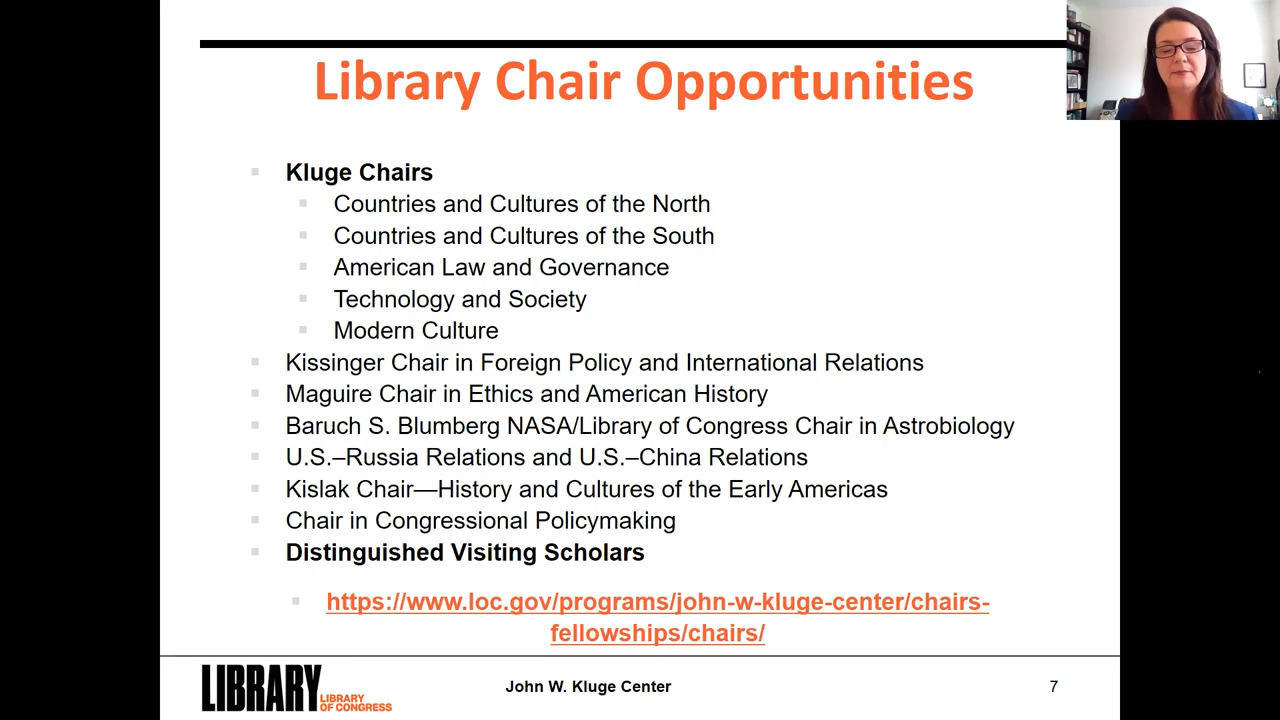 Library Chair Opportunities
Kluge Chairs
Countries and Cultures of the North
Countries and Cultures of the South
American Law and Governance
Technology and Society
Modern Culture
Kissinger Chair in Foreign Policy and International Relations
Maguire Chair in Ethics and American History
Baruch S. Blumberg NASA/Library of Congress Chair in Astrobiology
U.S.–Russia Relations and U.S.–China Relations
Kislak Chair—History and Cultures of the Early Americas
Chair in Congressional Policymaking
Distinguished Visiting Scholars
https://www.loc.gov/programs/john-w-kluge-center/chairs-
fellowships/chairs/
LIBRARY
LIBRARY
OF CONGRESS
John W. Kluge Center
7